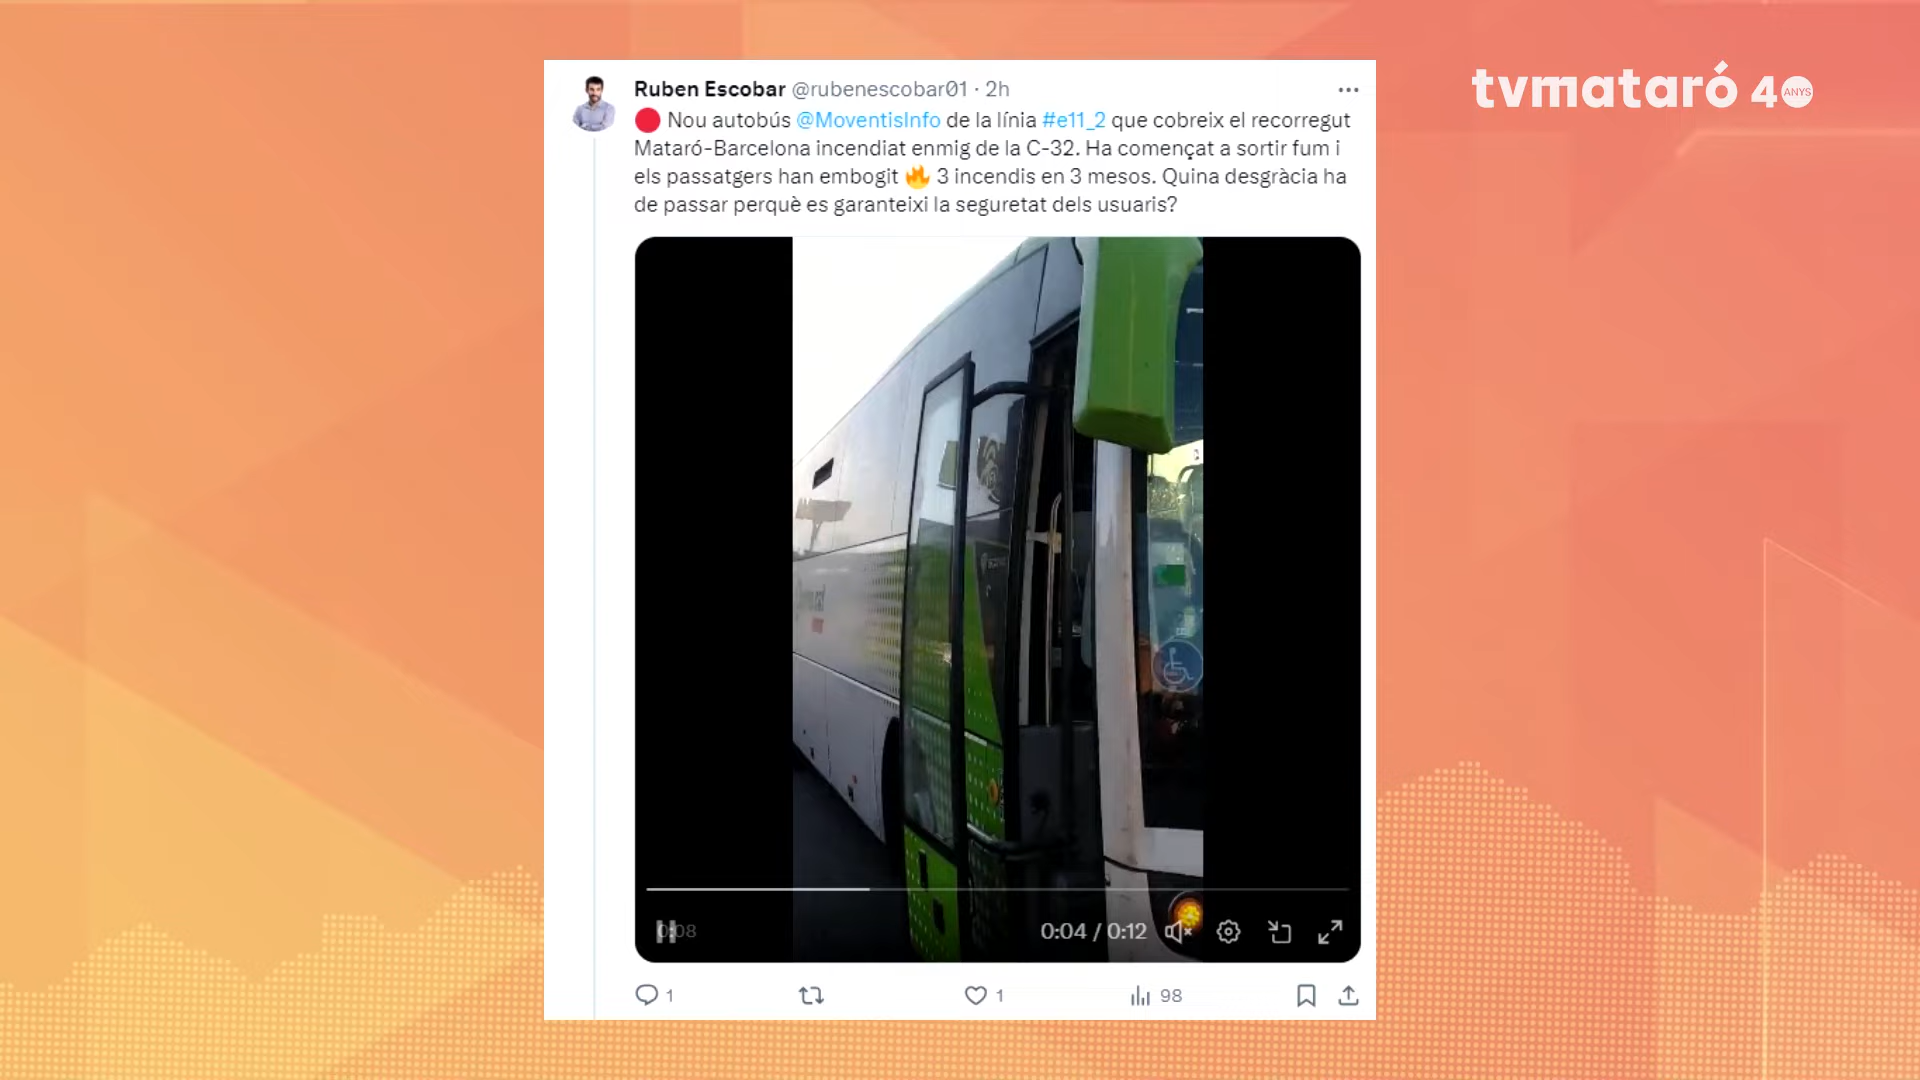 tvmataró 40 ANYS
Ruben Escobar @rubenescobar01 · 2h
🔴 Nou autobús @MoventisInfo de la línia #e11_2 que cobreix el recorregut
Mataró-Barcelona incendiat enmig de la C-32. Ha començat a sortir fum i
els passatgers han embogit 🔥 3 incendis en 3 mesos. Quina desgràcia ha
de passar perquè es garanteixi la seguretat dels usuaris?
0:08
0:04 / 0:12
1
1
98